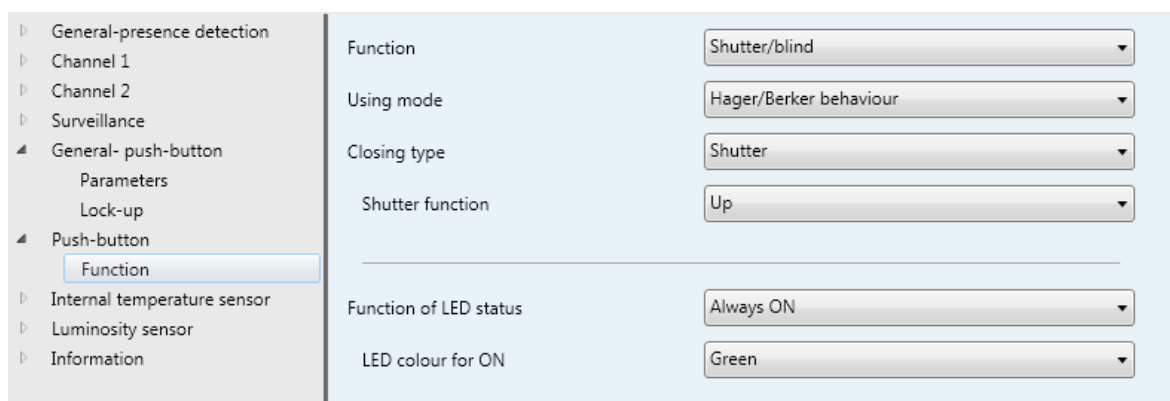 General-presence detection
Channel 1
Channel 2
Surveillance
General- push-button
Parameters
Lock-up
Push-button
Function
Internal temperature sensor
Luminosity sensor
Information
Function Shutter/blind
Using mode Hager/Berker behaviour
Closing type Shutter
Shutter function Up
Function of LED status Always ON
LED colour for ON Green